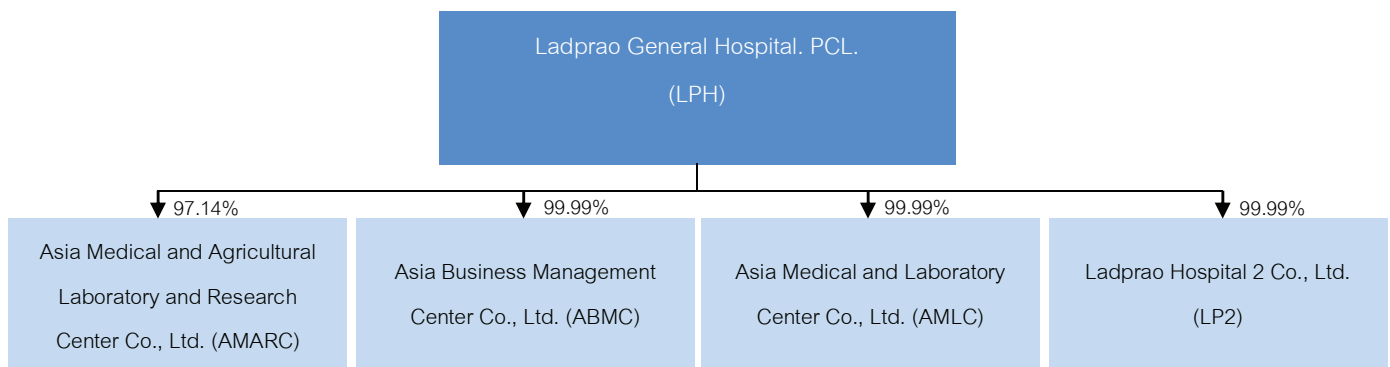 Ladprao General Hospital. PCL.
(LPH)
97.14%
99.99%
99.99%
99.99%
Asia Medical and Agricultural
Laboratory and Research
Center Co., Ltd. (AMARC)
Asia Business Management
Center Co., Ltd. (ABMC)
Asia Medical and Laboratory
Center Co., Ltd. (AMLC)
Ladprao Hospital 2 Co., Ltd.
(LP2)